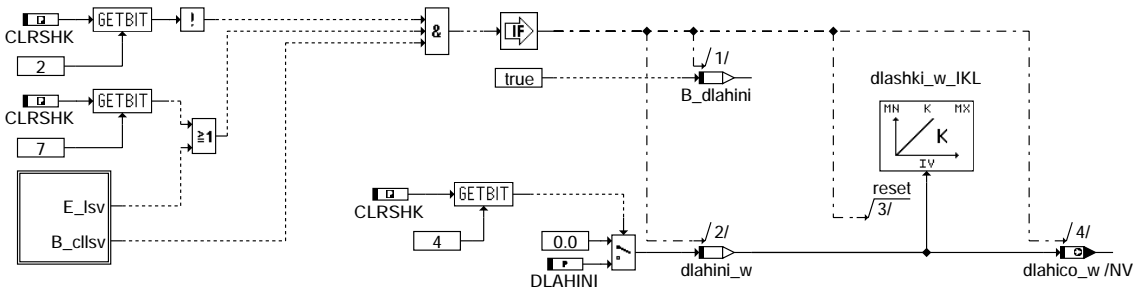 CLRSHK
GETBIT
!
2
CLRSHK
GETBIT
7
≥1
&
IF
1/
true
B_dlahini
dlashki_w_IKL
MN K MX
K
IV
E_lsv
B_cllsv
CLRSHK
GETBIT
4
0.0
P
DLAHINI
2/
dlahini_w
reset
3/
4/
dlahico_w /NV